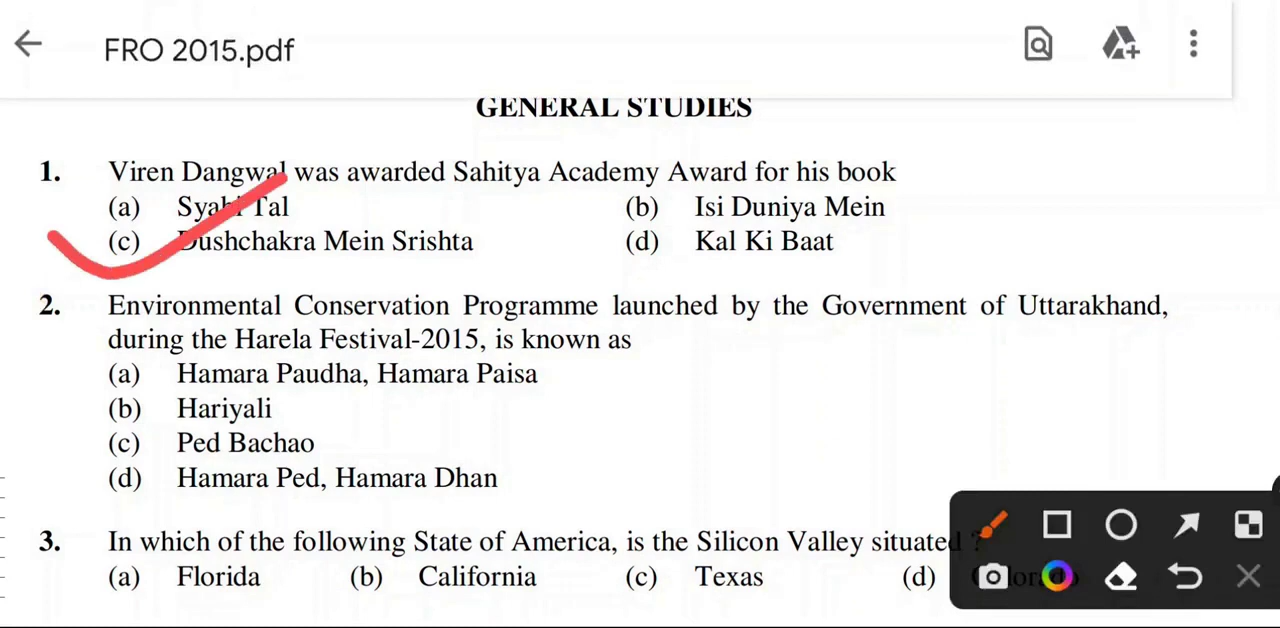 FRO 2015.pdf
GENERAL STUDIES
1. Viren Dangwal was awarded Sahitya Academy Award for his book
(a) Syahi Tal (b) Isi Duniya Mein
(c) Dushchakra Mein Srishta (d) Kal Ki Baat
2. Environmental Conservation Programme launched by the Government of Uttarakhand,
during the Harela Festival-2015, is known as
(a) Hamara Paudha, Hamara Paisa
(b) Hariyali
(c) Ped Bachao
(d) Hamara Ped, Hamara Dhan
3. In which of the following State of America, is the Silicon Valley situated ?
(a) Florida (b) California (c) Texas (d)